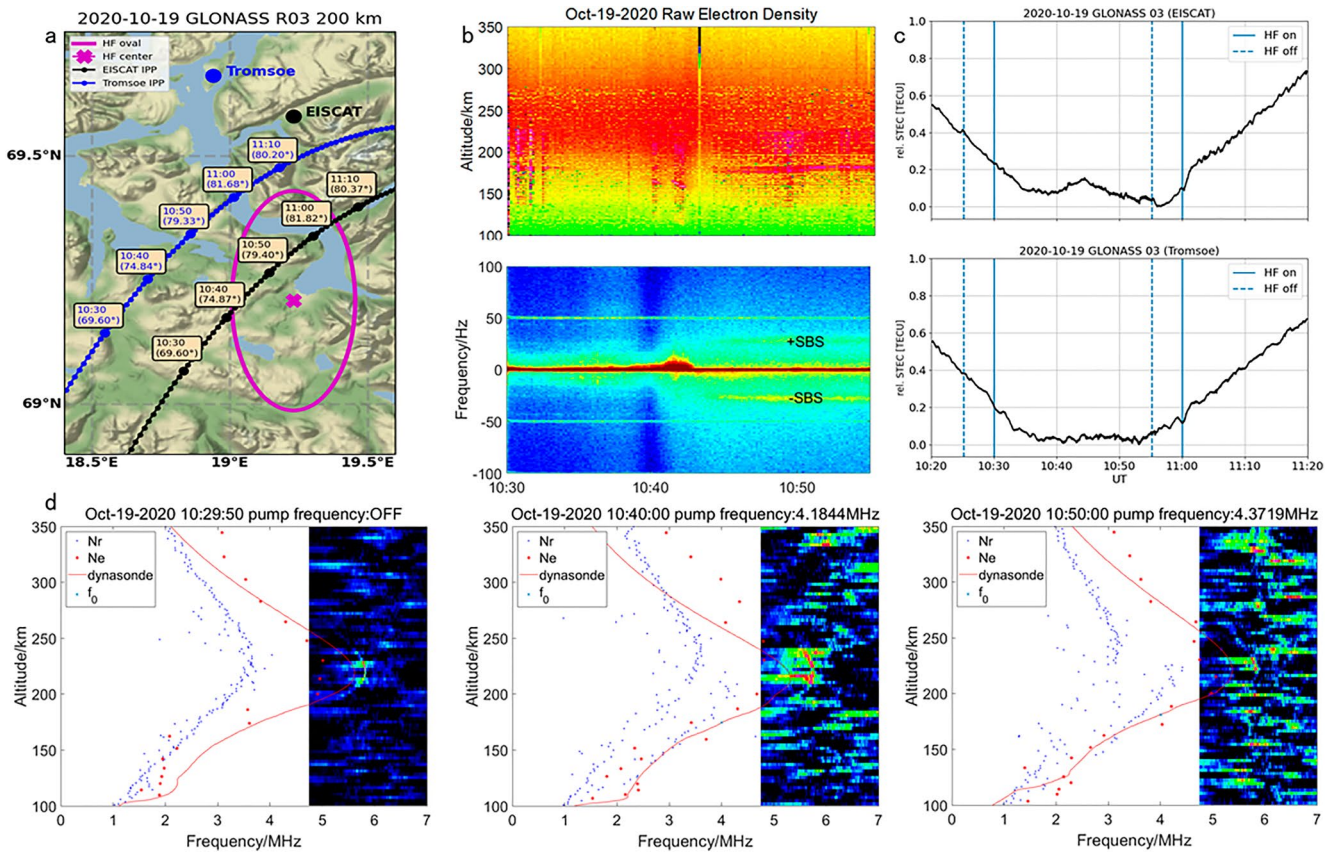 a
2020-10-19 GLONASS R03 200 km
HF oval
HF center
EISCAT IPP
Tromsoe IPP
Tromsoe
EISCAT
69.5°N
69°N
11:10
(80.20°)
11:00
(81.68°)
11:10
(80.37°)
10:50
(79.33°)
11:00
(81.82°)
10:40
(74.84°)
10:50
(79.40°)
10:30
(69.60°)
10:40
(74.87°)
10:30
(69.60°)
18.5°E
19°E
19.5°E
b
Oct-19-2020 Raw Electron Density
Altitude/km
350
300
250
200
150
100
Frequency/Hz
100
50
0
-50
-100
+SBS
-SBS
10:30
10:40
10:50
c
2020-10-19 GLONASS 03 (EISCAT)
HF on
HF off
rel. STEC [TECU]
1.0
0.8
0.6
0.4
0.2
0.0
2020-10-19 GLONASS 03 (Tromsoe)
HF on
HF off
rel. STEC [TECU]
1.0
0.8
0.6
0.4
0.2
0.0
10:20
10:30
10:40
10:50
11:00
11:10
11:20
UT
d
Oct-19-2020 10:29:50 pump frequency:OFF
Nr
Ne
dynasonde
f0
Altitude/km
350
300
250
200
150
100
0 1 2 3 4 5 6 7
Frequency/MHz
Oct-19-2020 10:40:00 pump frequency:4.1844MHz
Nr
Ne
dynasonde
f0
Altitude/km
350
300
250
200
150
100
0 1 2 3 4 5 6 7
Frequency/MHz
Oct-19-2020 10:50:00 pump frequency:4.3719MHz
Nr
Ne
dynasonde
f0
Altitude/km
350
300
250
200
150
100
0 1 2 3 4 5 6 7
Frequency/MHz